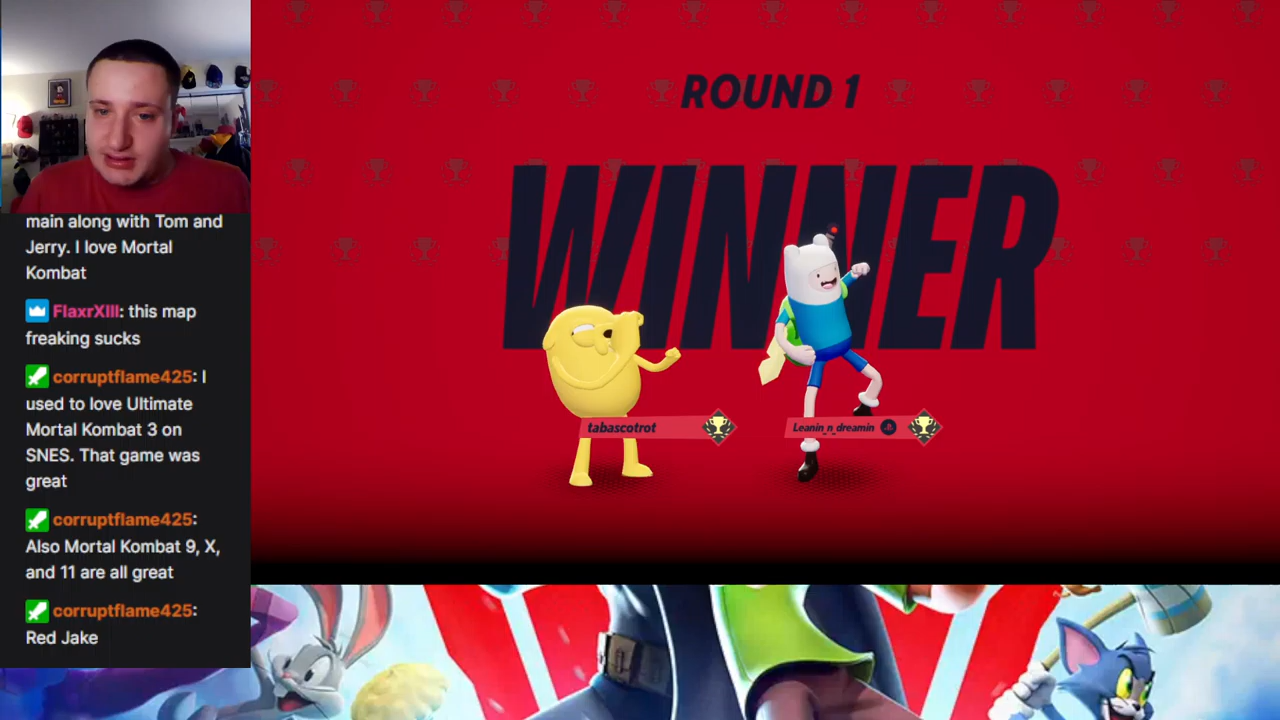 main along with Tom and
Jerry. I love Mortal
Kombat
FlaxrXIII: this map
freaking sucks
corruptflame425: I
used to love Ultimate
Mortal Kombat 3 on
SNES. That game was
great
corruptflame425:
Also Mortal Kombat 9, X,
and 11 are all great
corruptflame425:
Red Jake
ROUND 1
WINNER
tabascotrot
Leanin_n_dreamin